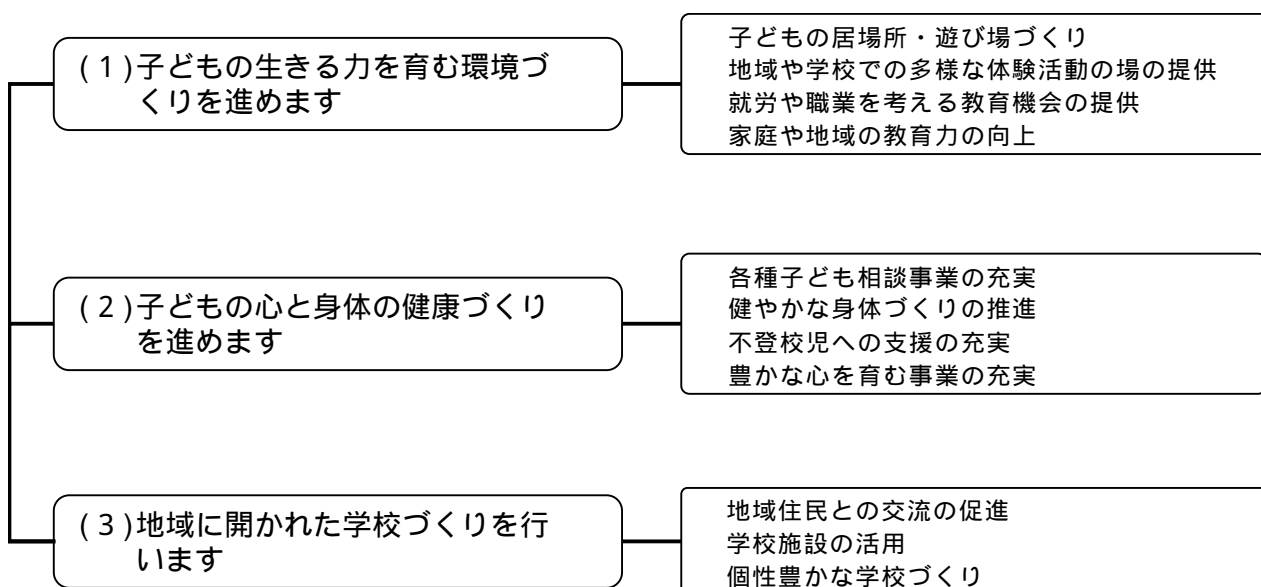 (１)子どもの生きる力を育む環境づ
くりを進めます
子どもの居場所・遊び場づくり
地域や学校での多様な体験活動の場の提供
就労や職業を考える教育機会の提供
家庭や地域の教育力の向上
(２)子どもの心と身体の健康づくり
を進めます
各種子ども相談事業の充実
健やかな身体づくりの推進
不登校児への支援の充実
豊かな心を育む事業の充実
(３)地域に開かれた学校づくりを行
います
地域住民との交流の促進
学校施設の活用
個性豊かな学校づくり